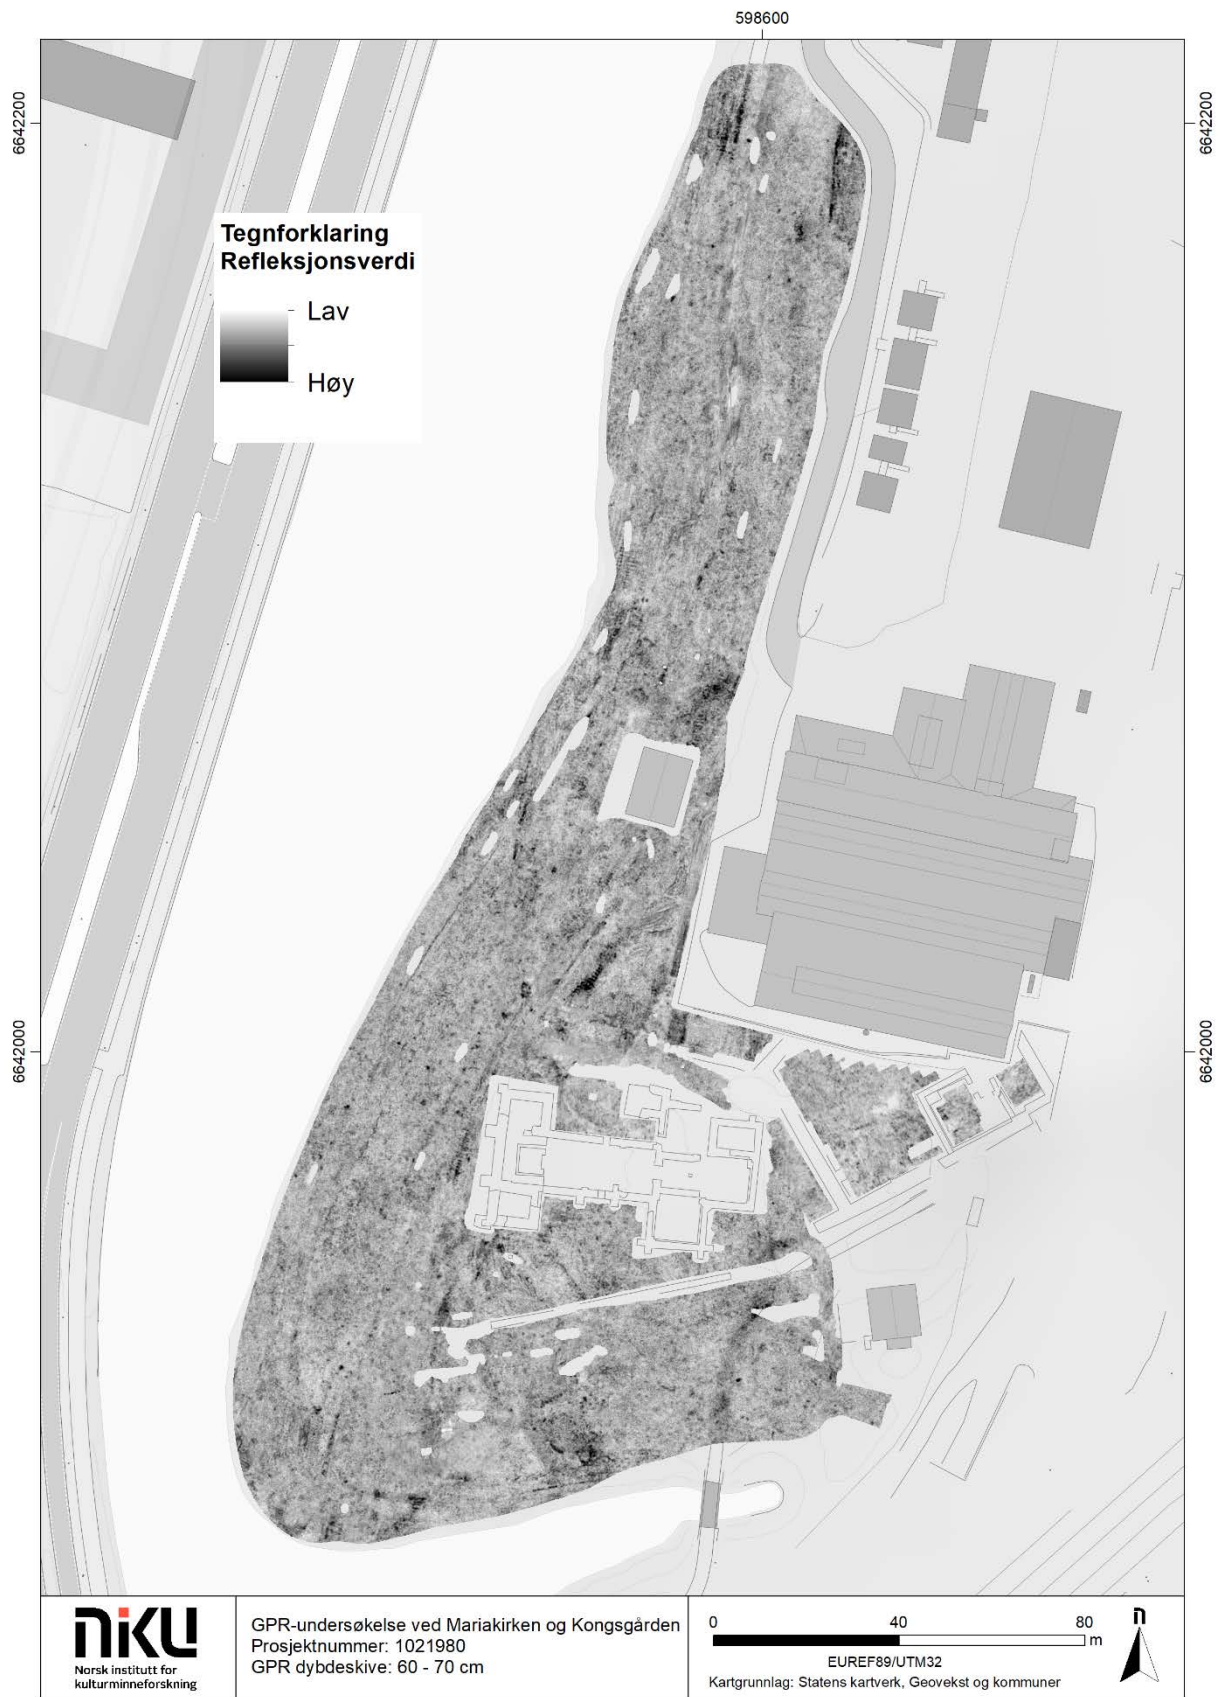 598600
6642200
6642200
Tegnforklaring
Refleksjonsverdi
Lav
Høy
6642000
6642000
niku
Norsk institutt for
kulturminneforskning
GPR-undersøkelse ved Mariakirken og Kongsgården
Prosjektnummer: 1021980
GPR dybdeskive: 60 - 70 cm
0 40 80
m
EUREF89/UTM32
Kartgrunnlag: Statens kartverk, Geovekst og kommuner
n